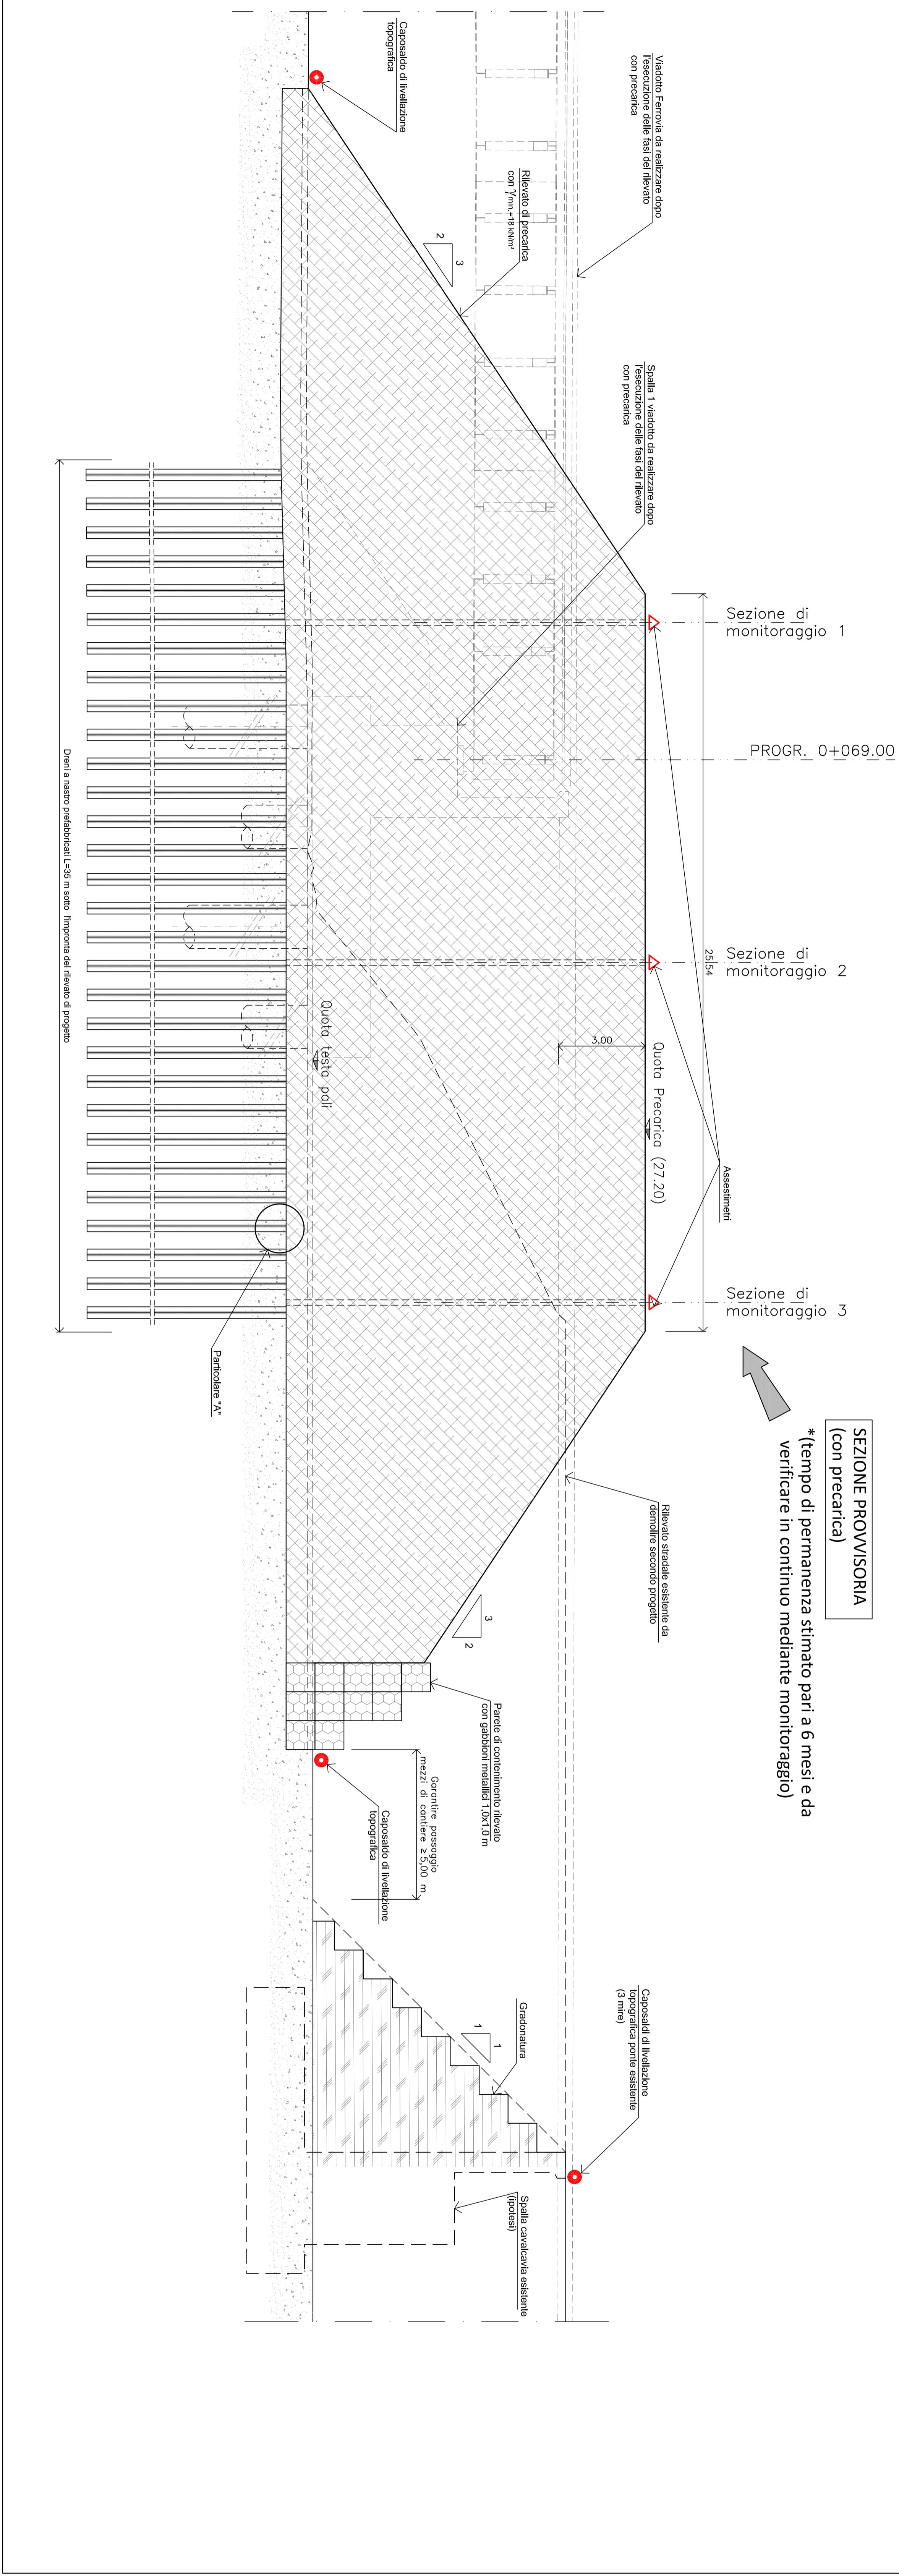 SEZIONE PROVVISORIA
(con precarica)
*(tempo di permanenza stimato pari a 6 mesi e da
verificare in continuo mediante monitoraggio)
Sezione di
monitoraggio 1
PROGR. 0+069.00
Sezione di
monitoraggio 2
Sezione di
monitoraggio 3
25.54
Assestimetri
Viadotto Ferrovia da realizzare dopo
l'esecuzione delle fasi del rilevato
con precarica
Spalla 1 viadotto da realizzare dopo
l'esecuzione delle fasi del rilevato
con precarica
3.00
Quota Precarica (27.20)
Rilevato stradale esistente da
demolire secondo progetto
Caposaldi di livellazione
topografica ponte esistente
(3 mire)
Rilevato di precarica
con γmin.=18 kN/m³
3
2
3
2
Parete di contenimento rilevato
con gabbioni metallici 1,0x1,0 m
Gradonatura
1
1
Spalla cavalcavia esistente
(ipotesi)
Caposaldo di livellazione
topografica
Garantire passaggio
mezzi di cantiere ≥ 5,00 m
Caposaldo di livellazione
topografica
Quota testa pali
Particolare "A"
Dreni a nastro prefabbricati L=35 m sotto l'impronta del rilevato di progetto